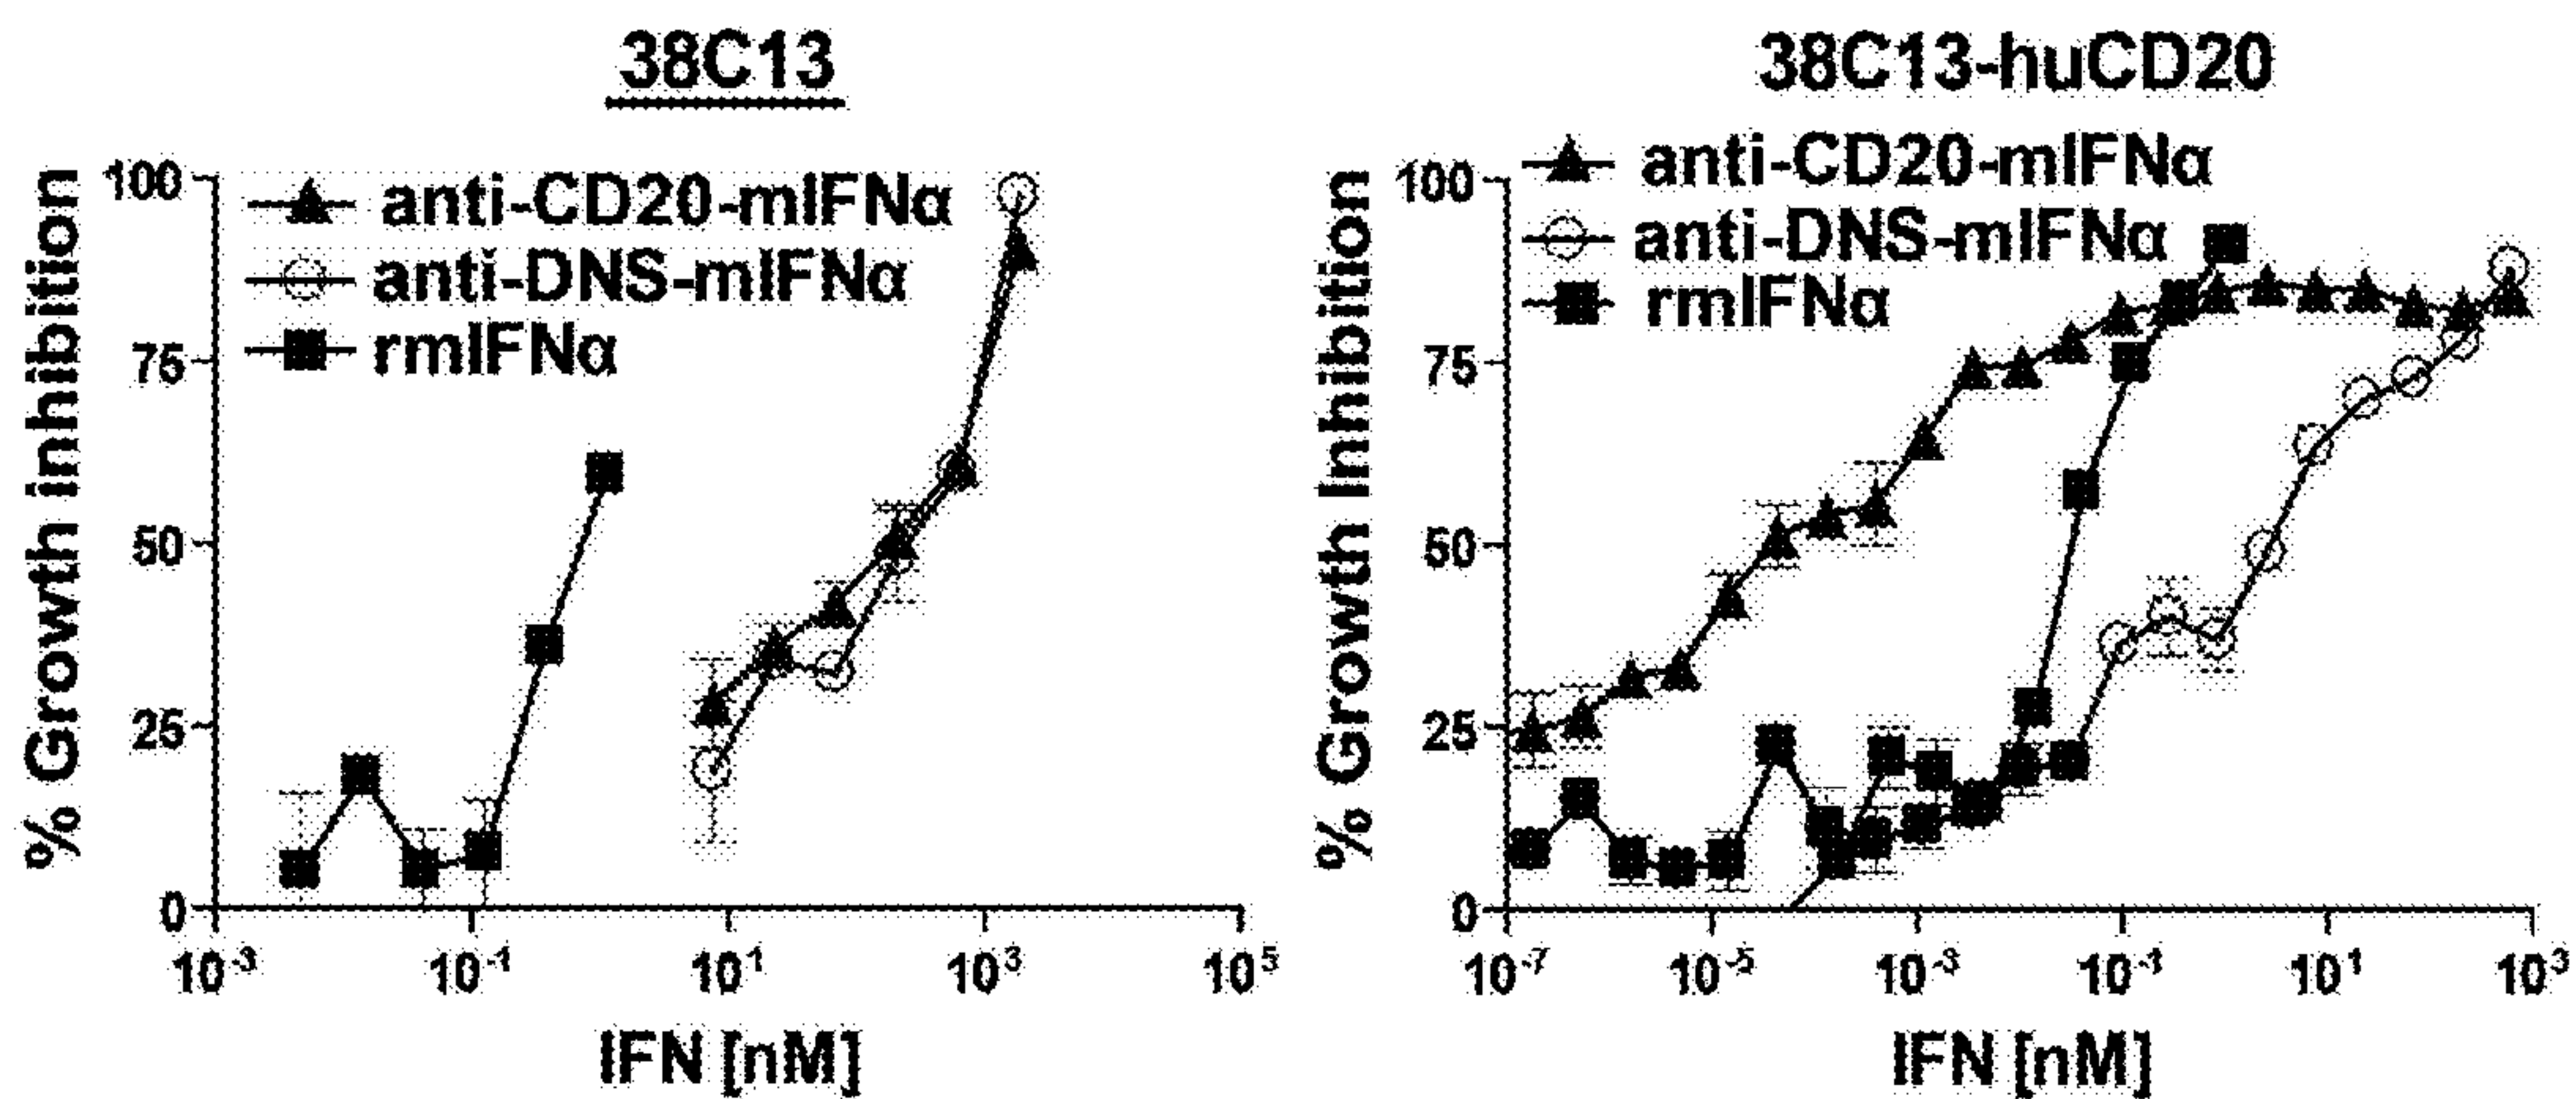 38C13
% Growth inhibition
100
75
50
25
0
anti-CD20-mIFNα
anti-DNS-mIFNα
rmIFNα
10⁻³
10⁻¹
10¹
10³
10⁵
IFN [nM]
38C13-huCD20
% Growth Inhibition
100
75
50
25
0
anti-CD20-mIFNα
anti-DNS-mIFNα
rmIFNα
10⁻⁷
10⁻⁵
10⁻³
10⁻¹
10¹
10³
IFN [nM]